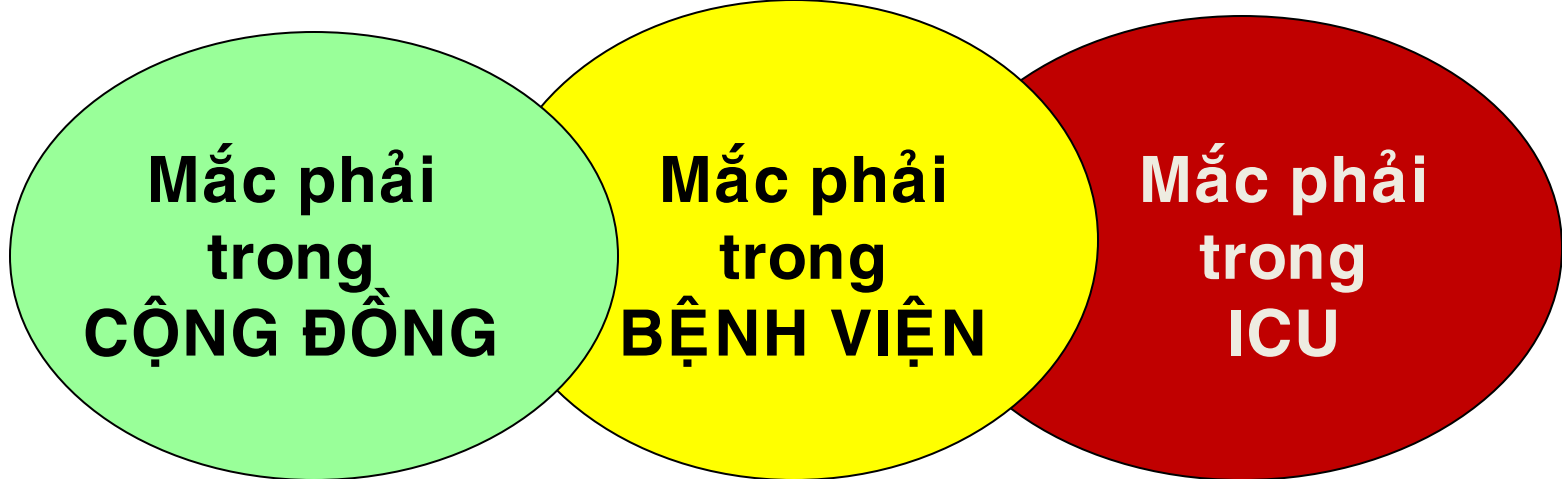 Mắc phải
trong
CỘNG ĐỒNG
Mắc phải
trong
BỆNH VIỆN
Mắc phải
trong
ICU